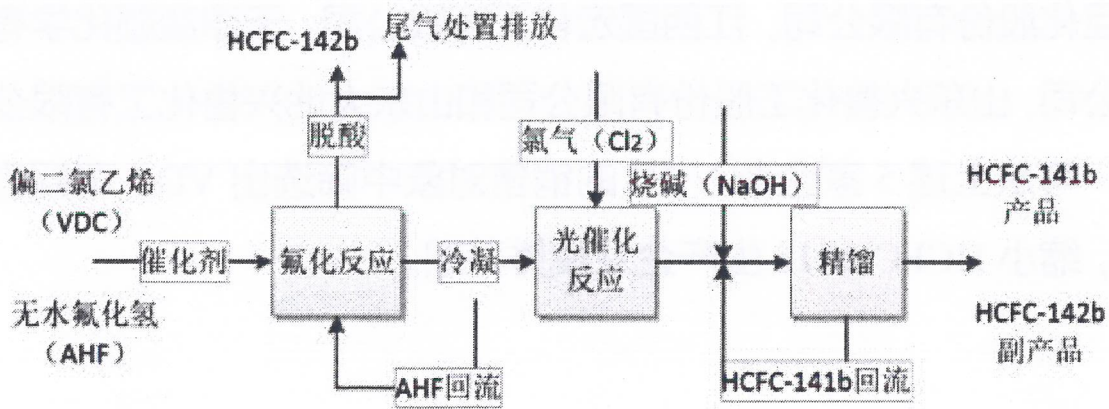 HCFC-142b
尾气处置排放
脱酸
氯气（Cl₂）
烧碱（NaOH）
偏二氯乙烯
（VDC）
催化剂
氟化反应
冷凝
光催化
反应
精馏
HCFC-141b
产品
无水氟化氢
（AHF）
AHF回流
HCFC-141b回流
HCFC-142b
副产品